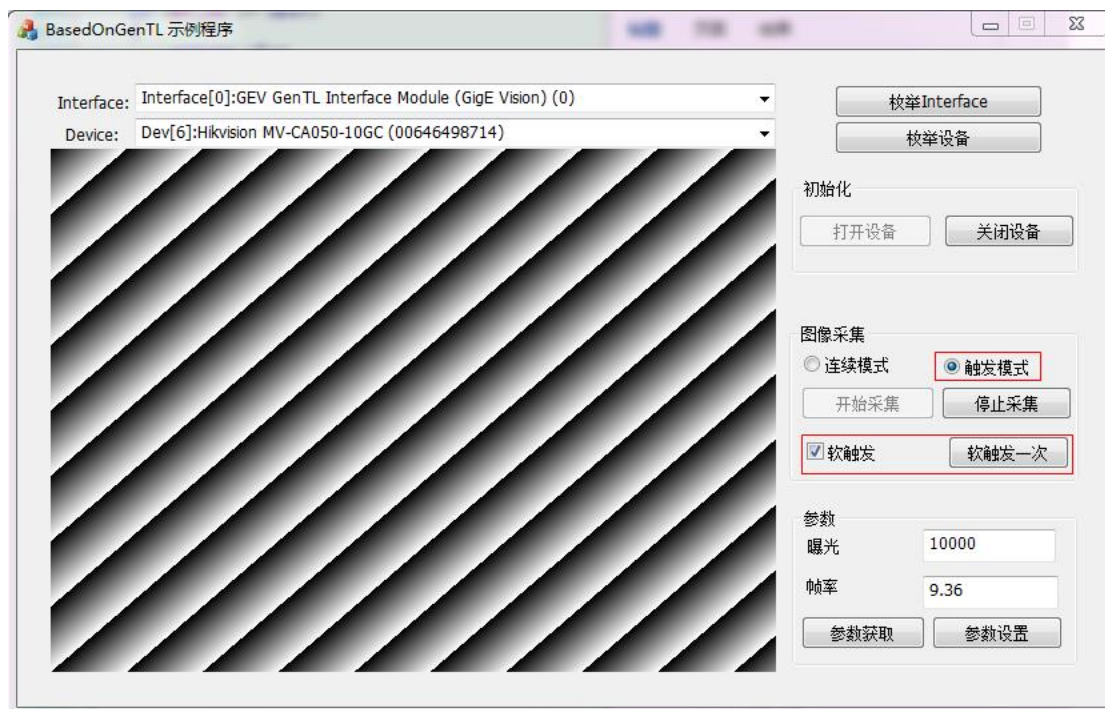 BasedOnGenTL 示例程序
Interface: Interface[0]:GEV GenTL Interface Module (GigE Vision) (0)
枚举Interface
Device: Dev[6]:Hikvision MV-CA050-10GC (00646498714)
枚举设备
初始化
打开设备 关闭设备
图像采集
连续模式 触发模式
开始采集 停止采集
软触发 软触发一次
参数
曝光 10000
帧率 9.36
参数获取 参数设置